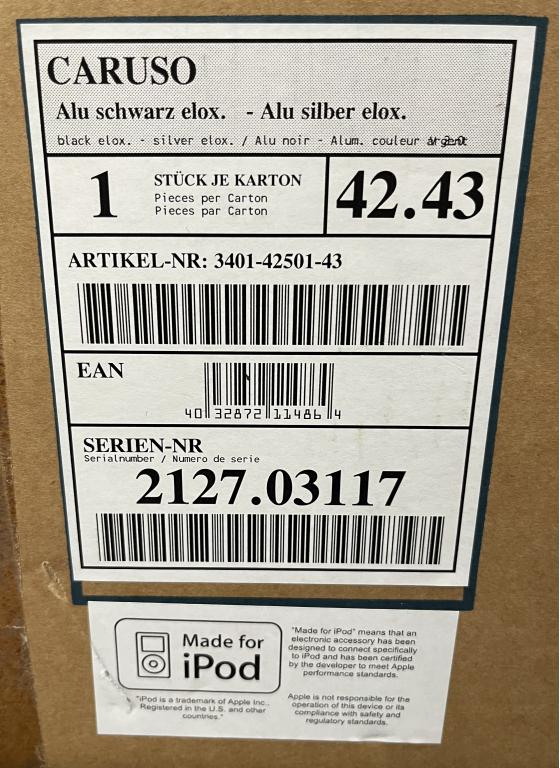 CARUSO
Alu schwarz elox. - Alu silber elox.
black elox. - silver elox. / Alu noir - Alum. couleur argent
1 STÜCK JE KARTON 42.43
Pieces per Carton
Pieces par Carton
ARTIKEL-NR: 3401-42501-43
EAN
40 32872 11486 4
SERIEN-NR
Serialnumber / Numero de serie
2127.03117
Made for
iPod
"iPod is a trademark of Apple Inc.,
Registered in the U.S. and other
countries."
"Made for iPod" means that an
electronic accessory has been
designed to connect specifically
to iPod and has been certified
by the developer to meet Apple
performance standards.
Apple is not responsible for the
operation of this device or its
compliance with safety and
regulatory standards.